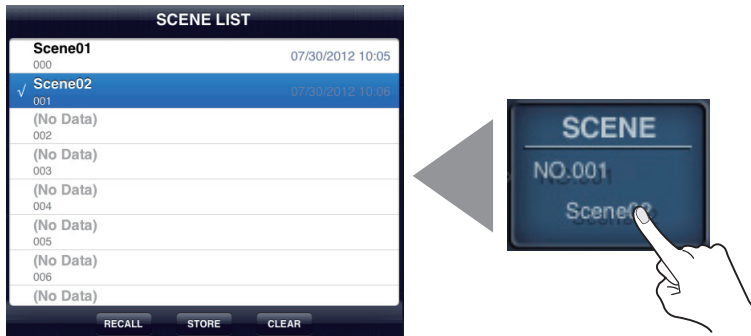 SCENE LIST
Scene01
000
07/30/2012 10:05
√ Scene02
001
07/30/2012 10:06
(No Data)
002
(No Data)
003
(No Data)
004
(No Data)
005
(No Data)
006
(No Data)
RECALL STORE CLEAR
SCENE
NO.001
Scene02